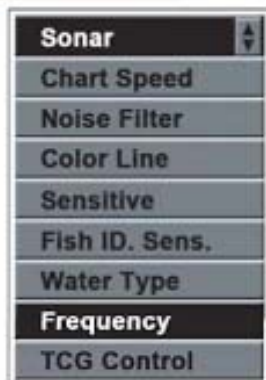 Sonar
Chart Speed
Noise Filter
Color Line
Sensitive
Fish ID. Sens.
Water Type
Frequency
TCG Control